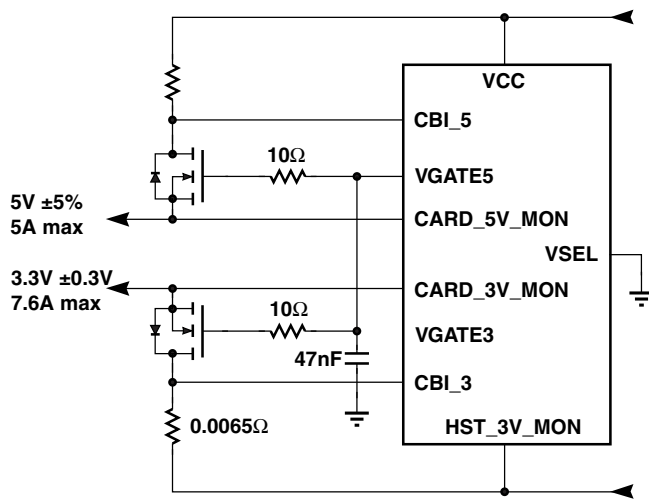 VCC
CBI_5
10Ω
VGATE5
5V ±5%
5A max
CARD_5V_MON
VSEL
3.3V ±0.3V
7.6A max
CARD_3V_MON
10Ω
VGATE3
47nF
CBI_3
0.0065Ω
HST_3V_MON